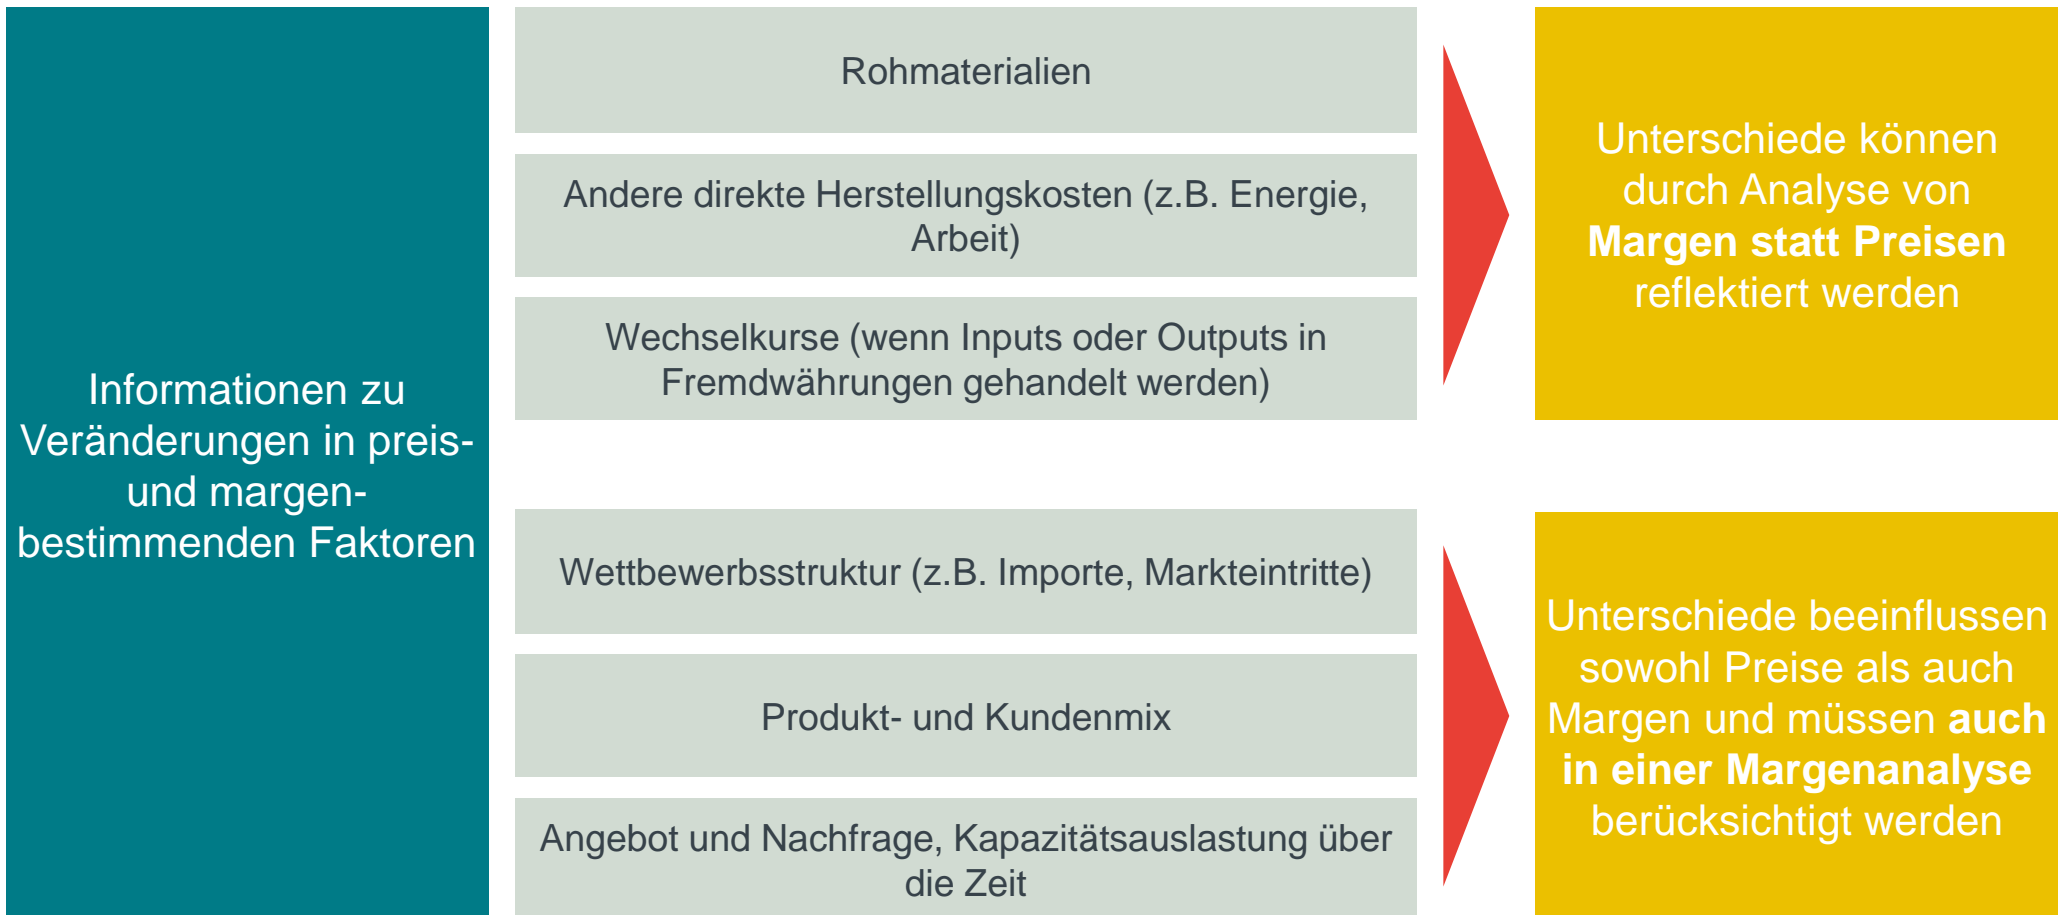 Informationen zu
Veränderungen in preis-
und margen-
bestimmenden Faktoren
Rohmaterialien
Andere direkte Herstellungskosten (z.B. Energie,
Arbeit)
Wechselkurse (wenn Inputs oder Outputs in
Fremdwährungen gehandelt werden)
Unterschiede können
durch Analyse von
Margen statt Preisen
reflektiert werden
Wettbewerbsstruktur (z.B. Importe, Markteintritte)
Produkt- und Kundenmix
Angebot und Nachfrage, Kapazitätsauslastung über
die Zeit
Unterschiede beeinflussen
sowohl Preise als auch
Margen und müssen auch
in einer Margenanalyse
berücksichtigt werden